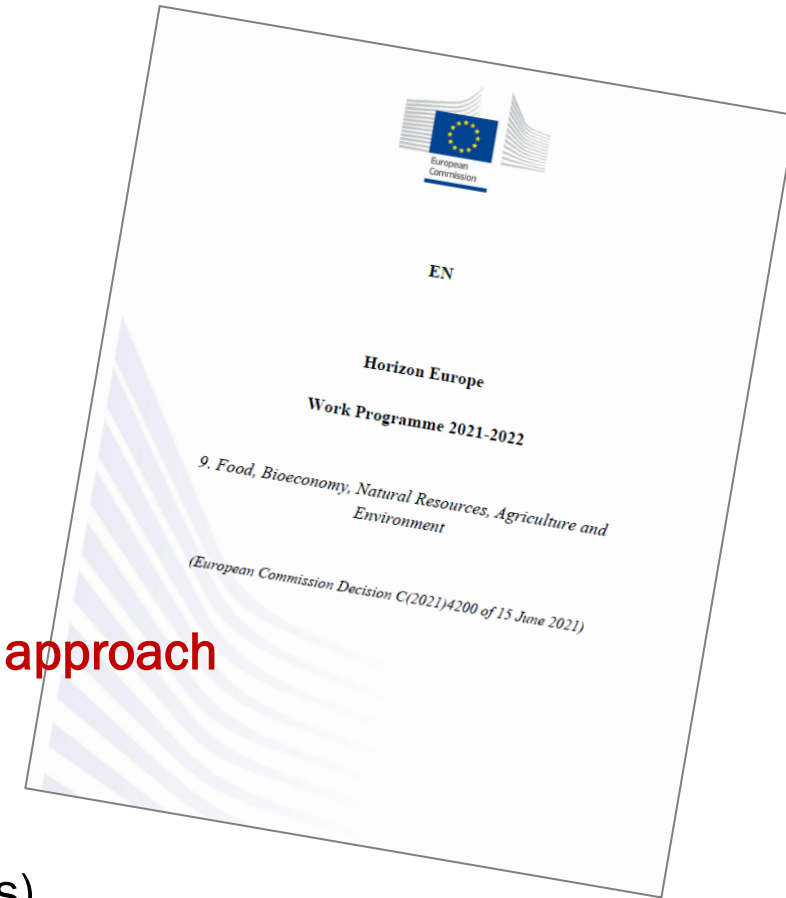 European
Commission
EN
Horizon Europe
Work Programme 2021-2022
9. Food, Bioeconomy, Natural Resources, Agriculture and
Environment
(European Commission Decision C(2021)4200 of 15 June 2021)
approach
s)